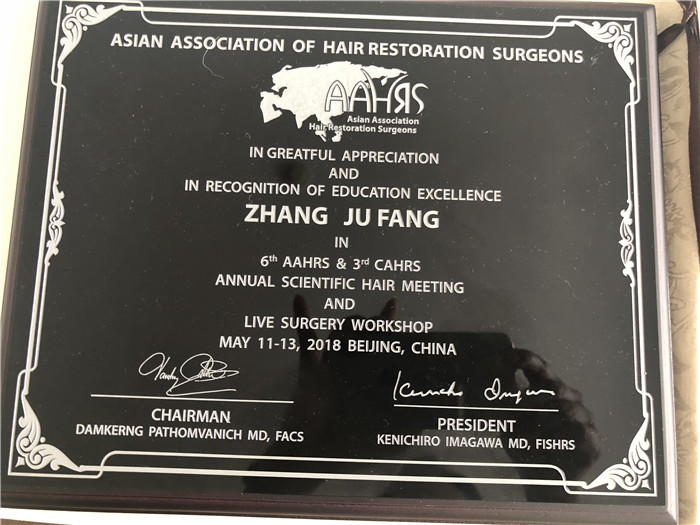 ASIAN ASSOCIATION OF HAIR RESTORATION SURGEONS
AAHRS
Asian Association
Hair Restoration Surgeons
IN GREATFUL APPRECIATION
AND
IN RECOGNITION OF EDUCATION EXCELLENCE
ZHANG JU FANG
IN
6th AAHRS & 3rd CAHRS
ANNUAL SCIENTIFIC HAIR MEETING
AND
LIVE SURGERY WORKSHOP
MAY 11-13, 2018 BEIJING, CHINA
CHAIRMAN
DAMKERNG PATHOMVANICH MD, FACS
PRESIDENT
KENICHIRO IMAGAWA MD, FISHRS